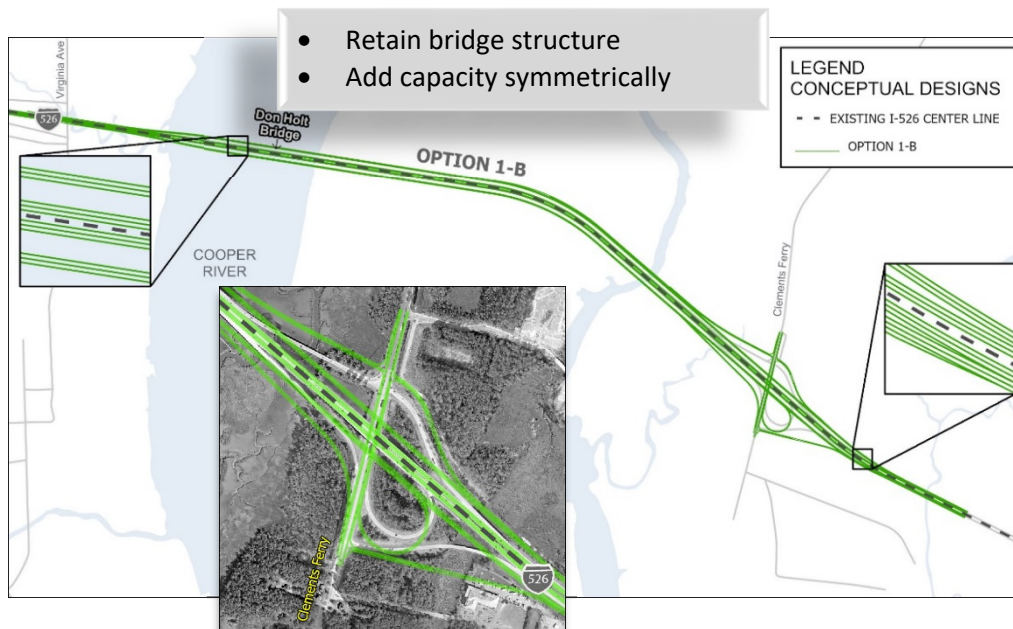 • Retain bridge structure
• Add capacity symmetrically
Virginia Ave
526
Don Holt
Bridge
OPTION 1-B
COOPER
RIVER
LEGEND
CONCEPTUAL DESIGNS
EXISTING I-526 CENTER LINE
OPTION 1-B
Clements Ferry
Clements Ferry
526